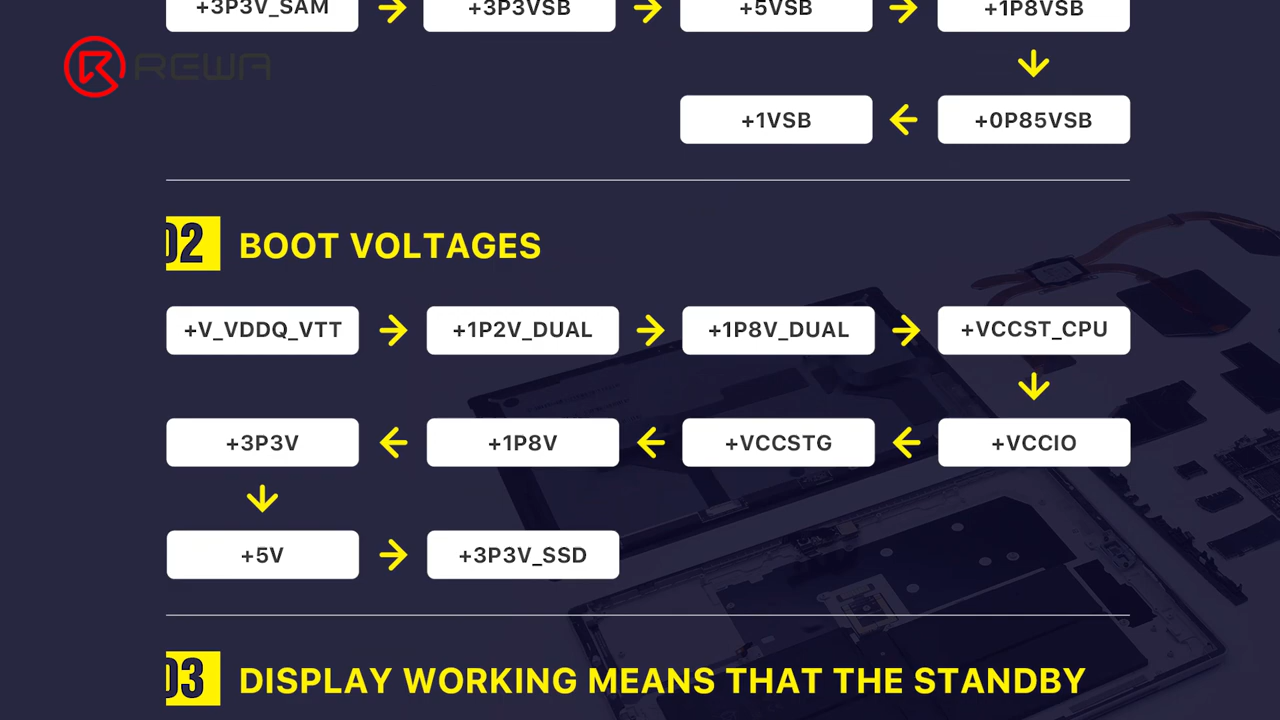 +3P3V_SAM +3P3VSB +5VSB +1P8VSB
REWA
+1VSB +0P85VSB
02 BOOT VOLTAGES
+V_VDDQ_VTT +1P2V_DUAL +1P8V_DUAL +VCCST_CPU
+3P3V +1P8V +VCCSTG +VCCIO
+5V +3P3V_SSD
03 DISPLAY WORKING MEANS THAT THE STANDBY